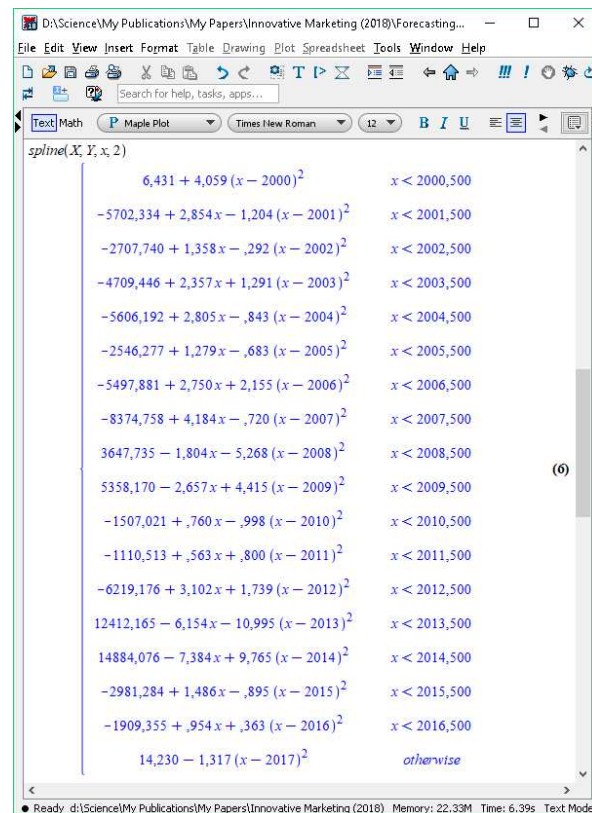 D:\Science\My Publications\My Papers\Innovative Marketing (2018)\Forecasting...
File Edit View Insert Format Table Drawing Plot Spreadsheet Tools Window Help
Search for help, tasks, apps...
Text Math P Maple Plot Times New Roman 12 B I U
spline(X, Y, x, 2)
6,431 + 4,059 (x − 2000)² x < 2000,500
−5702,334 + 2,854 x − 1,204 (x − 2001)² x < 2001,500
−2707,740 + 1,358 x − ,292 (x − 2002)² x < 2002,500
−4709,446 + 2,357 x + 1,291 (x − 2003)² x < 2003,500
−5606,192 + 2,805 x − ,843 (x − 2004)² x < 2004,500
−2546,277 + 1,279 x − ,683 (x − 2005)² x < 2005,500
−5497,881 + 2,750 x + 2,155 (x − 2006)² x < 2006,500
−8374,758 + 4,184 x − ,720 (x − 2007)² x < 2007,500
3647,735 − 1,804 x − 5,268 (x − 2008)² x < 2008,500
5358,170 − 2,657 x + 4,415 (x − 2009)² x < 2009,500
(6)
−1507,021 + ,760 x − ,998 (x − 2010)² x < 2010,500
−1110,513 + ,563 x + ,800 (x − 2011)² x < 2011,500
−6219,176 + 3,102 x + 1,739 (x − 2012)² x < 2012,500
12412,165 − 6,154 x − 10,995 (x − 2013)² x < 2013,500
14884,076 − 7,384 x + 9,765 (x − 2014)² x < 2014,500
−2981,284 + 1,486 x − ,895 (x − 2015)² x < 2015,500
−1909,355 + ,954 x + ,363 (x − 2016)² x < 2016,500
14,230 − 1,317 (x − 2017)² otherwise
Ready d:\Science\My Publications\My Papers\Innovative Marketing (2018) Memory: 22.33M Time: 6.39s Text Mode